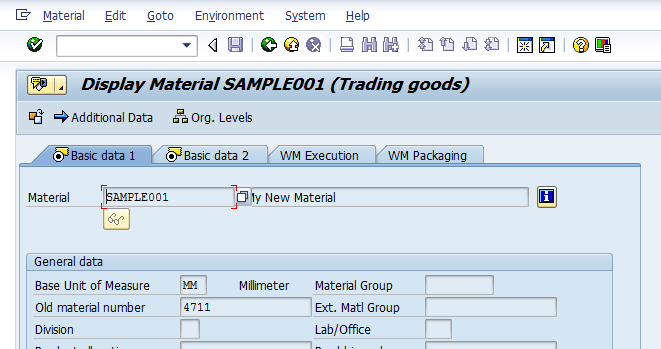 Material Edit Goto Environment System Help
Display Material SAMPLE001 (Trading goods)
Additional Data Org. Levels
Basic data 1 Basic data 2 WM Execution WM Packaging
Material SAMPLE001 My New Material
General data
Base Unit of Measure MM Millimeter Material Group
Old material number 4711 Ext. Matl Group
Division Lab/Office